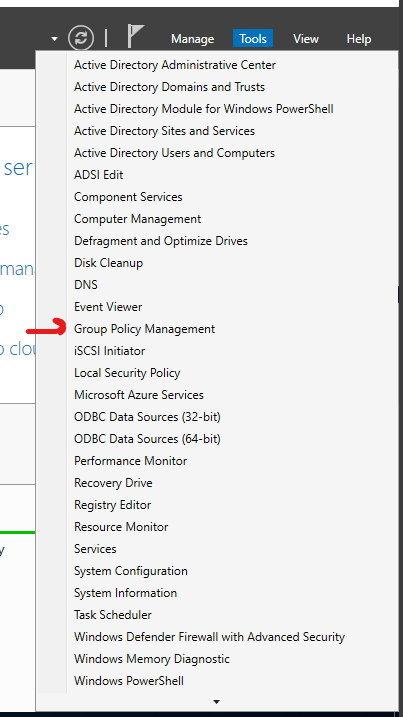 Manage Tools View Help
Active Directory Administrative Center
Active Directory Domains and Trusts
Active Directory Module for Windows PowerShell
Active Directory Sites and Services
Active Directory Users and Computers
ADSI Edit
Component Services
Computer Management
Defragment and Optimize Drives
Disk Cleanup
DNS
Event Viewer
Group Policy Management
iSCSI Initiator
Local Security Policy
Microsoft Azure Services
ODBC Data Sources (32-bit)
ODBC Data Sources (64-bit)
Performance Monitor
Recovery Drive
Registry Editor
Resource Monitor
Services
System Configuration
System Information
Task Scheduler
Windows Defender Firewall with Advanced Security
Windows Memory Diagnostic
Windows PowerShell